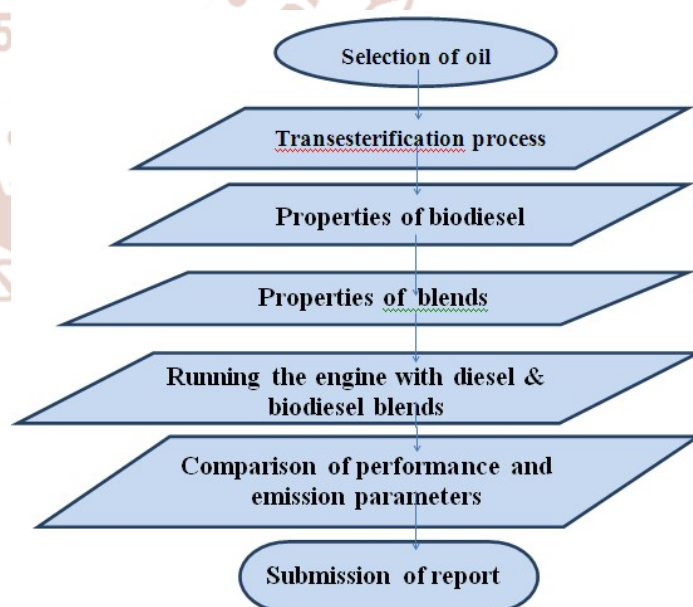 Selection of oil
Transesterification process
Properties of biodiesel
Properties of blends
Running the engine with diesel &
biodiesel blends
Comparison of performance and
emission parameters
Submission of report